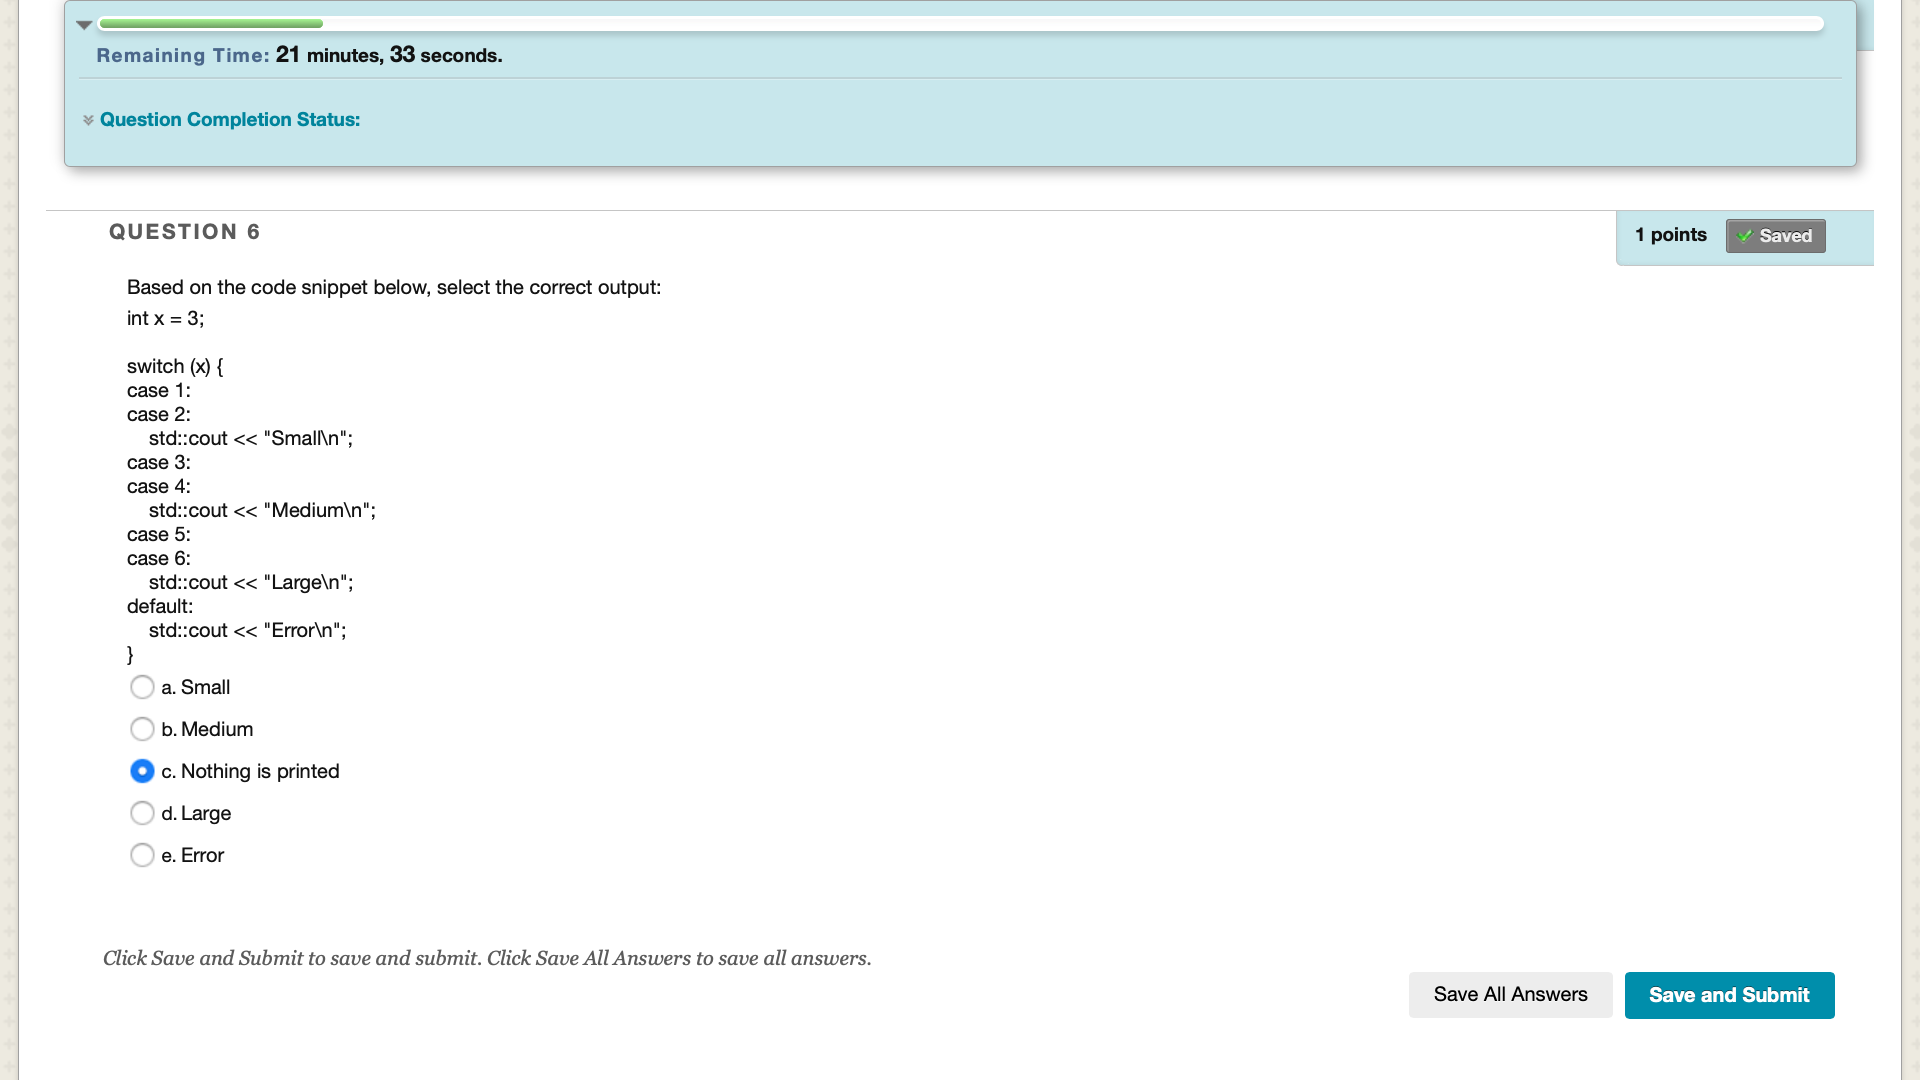 Remaining Time: 21 minutes, 33 seconds.
Question Completion Status:
QUESTION 6
1 points
Saved
Based on the code snippet below, select the correct output:
int x = 3;
switch (x) {
case 1:
case 2:
    std::cout << "Small\n";
case 3:
case 4:
    std::cout << "Medium\n";
case 5:
case 6:
    std::cout << "Large\n";
default:
    std::cout << "Error\n";
}
a. Small
b. Medium
c. Nothing is printed
d. Large
e. Error
Click Save and Submit to save and submit. Click Save All Answers to save all answers.
Save All Answers
Save and Submit